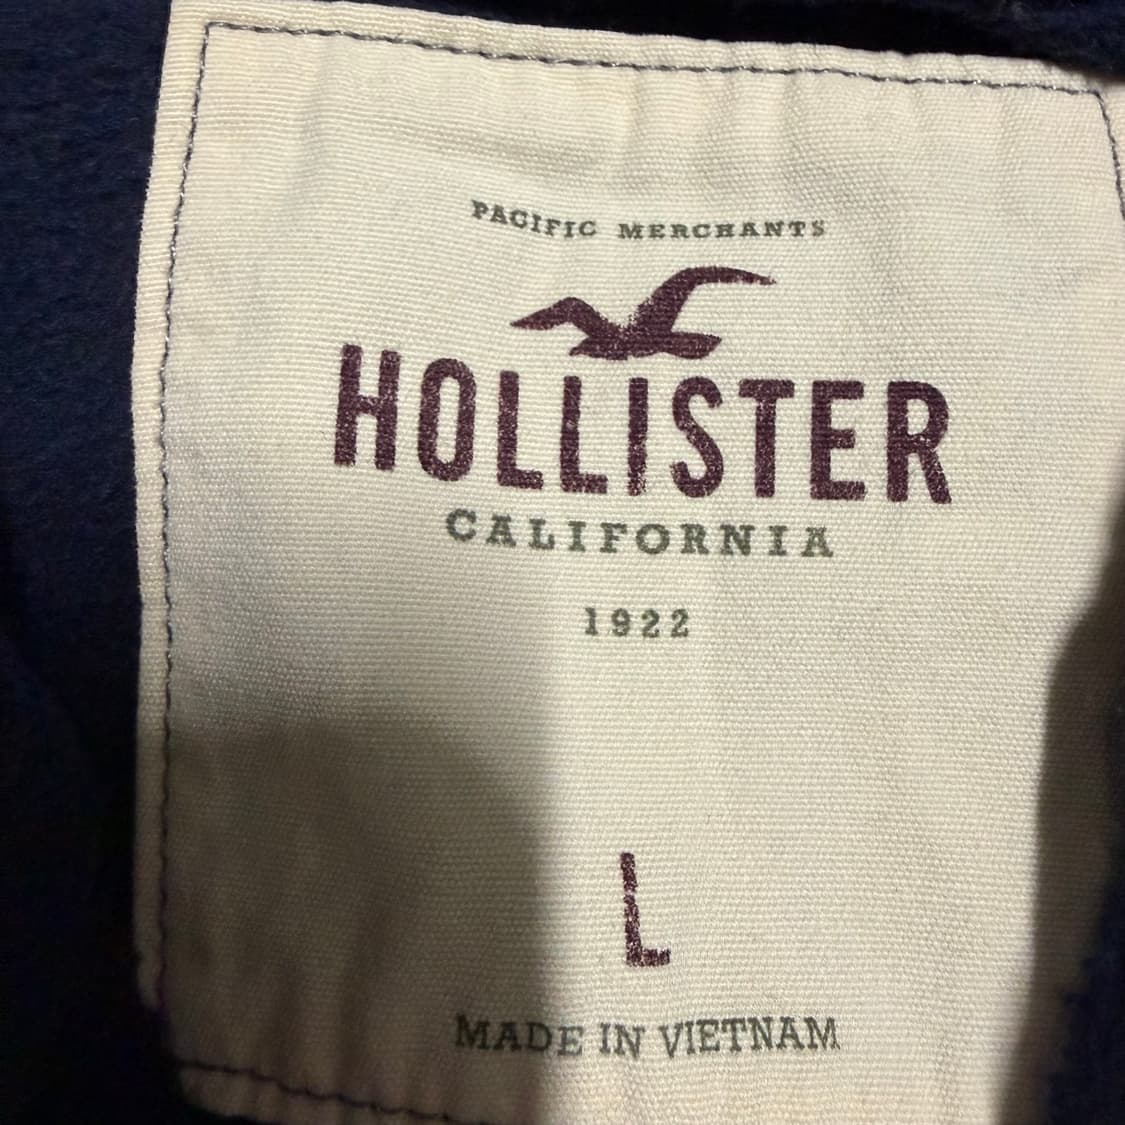 PACIFIC MERCHANTS
HOLLISTER
CALIFORNIA
1922
L
MADE IN VIETNAM